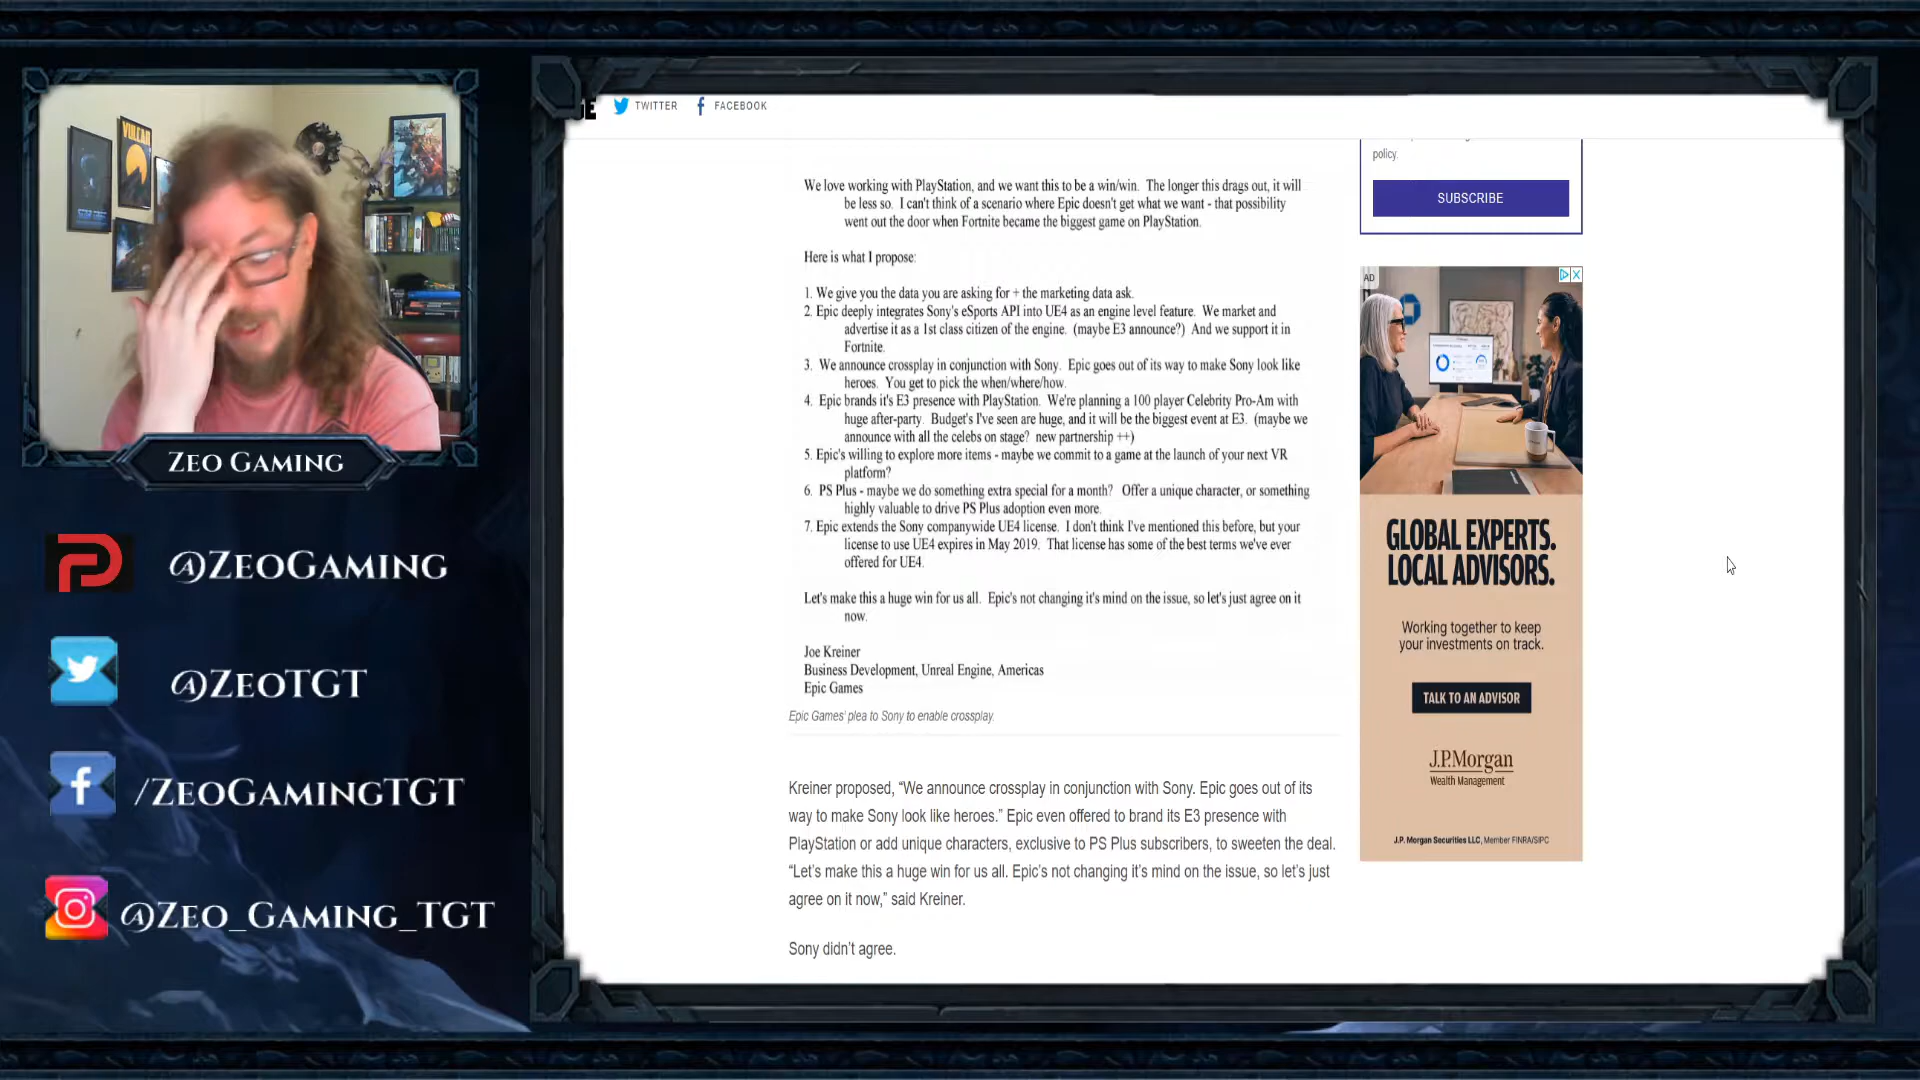 VULCAN
ZEO GAMING
@ZEOGAMING
@ZEOTGT
/ZEOGAMINGTGT
@ZEO_GAMING_TGT
GE
TWITTER
FACEBOOK
We love working with PlayStation, and we want this to be a win/win. The longer this drags out, it will
be less so. I can't think of a scenario where Epic doesn't get what we want - that possibility
went out the door when Fortnite became the biggest game on PlayStation.
Here is what I propose:
1. We give you the data you are asking for + the marketing data ask.
2. Epic deeply integrates Sony's eSports API into UE4 as an engine level feature. We market and
advertise it as a 1st class citizen of the engine. (maybe E3 announce?) And we support it in
Fortnite.
3. We announce crossplay in conjunction with Sony. Epic goes out of its way to make Sony look like
heroes. You get to pick the when/where/how.
4. Epic brands it's E3 presence with PlayStation. We're planning a 100 player Celebrity Pro-Am with
huge after-party. Budget's I've seen are huge, and it will be the biggest event at E3. (maybe we
announce with all the celebs on stage? new partnership ++)
5. Epic's willing to explore more items - maybe we commit to a game at the launch of your next VR
platform?
6. PS Plus - maybe we do something extra special for a month? Offer a unique character, or something
highly valuable to drive PS Plus adoption even more.
7. Epic extends the Sony companywide UE4 license. I don't think I've mentioned this before, but your
license to use UE4 expires in May 2019. That license has some of the best terms we've ever
offered for UE4.
Let's make this a huge win for us all. Epic's not changing it's mind on the issue, so let's just agree on it
now.
Joe Kreiner
Business Development, Unreal Engine, Americas
Epic Games
Epic Games' plea to Sony to enable crossplay.
Kreiner proposed, “We announce crossplay in conjunction with Sony. Epic goes out of its
way to make Sony look like heroes.” Epic even offered to brand its E3 presence with
PlayStation or add unique characters, exclusive to PS Plus subscribers, to sweeten the deal.
“Let's make this a huge win for us all. Epic's not changing it's mind on the issue, so let's just
agree on it now,” said Kreiner.
Sony didn't agree.
policy.
SUBSCRIBE
AD
GLOBAL EXPERTS.
LOCAL ADVISORS.
Working together to keep
your investments on track.
TALK TO AN ADVISOR
J.P.Morgan
Wealth Management
J.P. Morgan Securities LLC, Member FINRA/SIPC